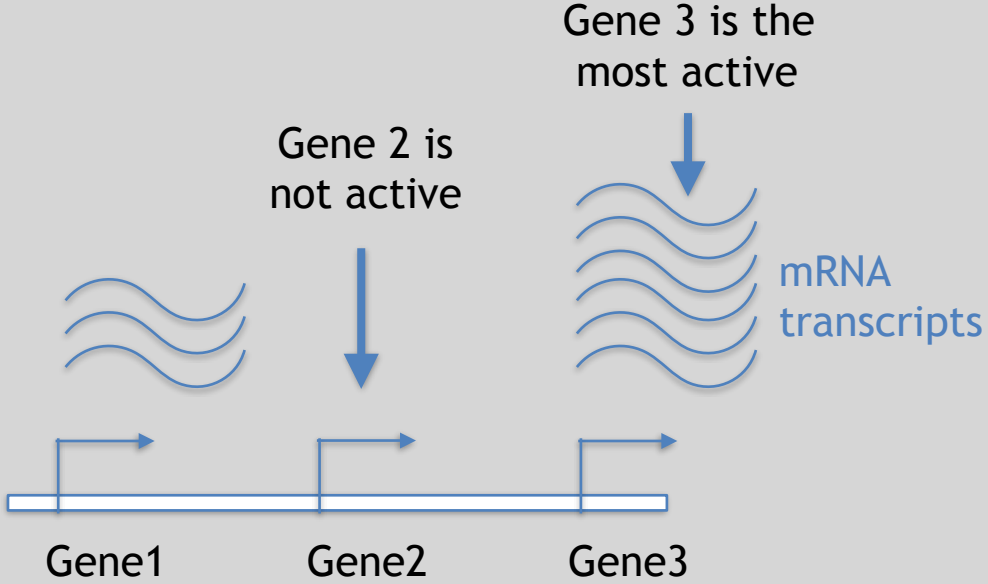 Gene 3 is the
most active
Gene 2 is
not active
mRNA
transcripts
Gene1
Gene2
Gene3